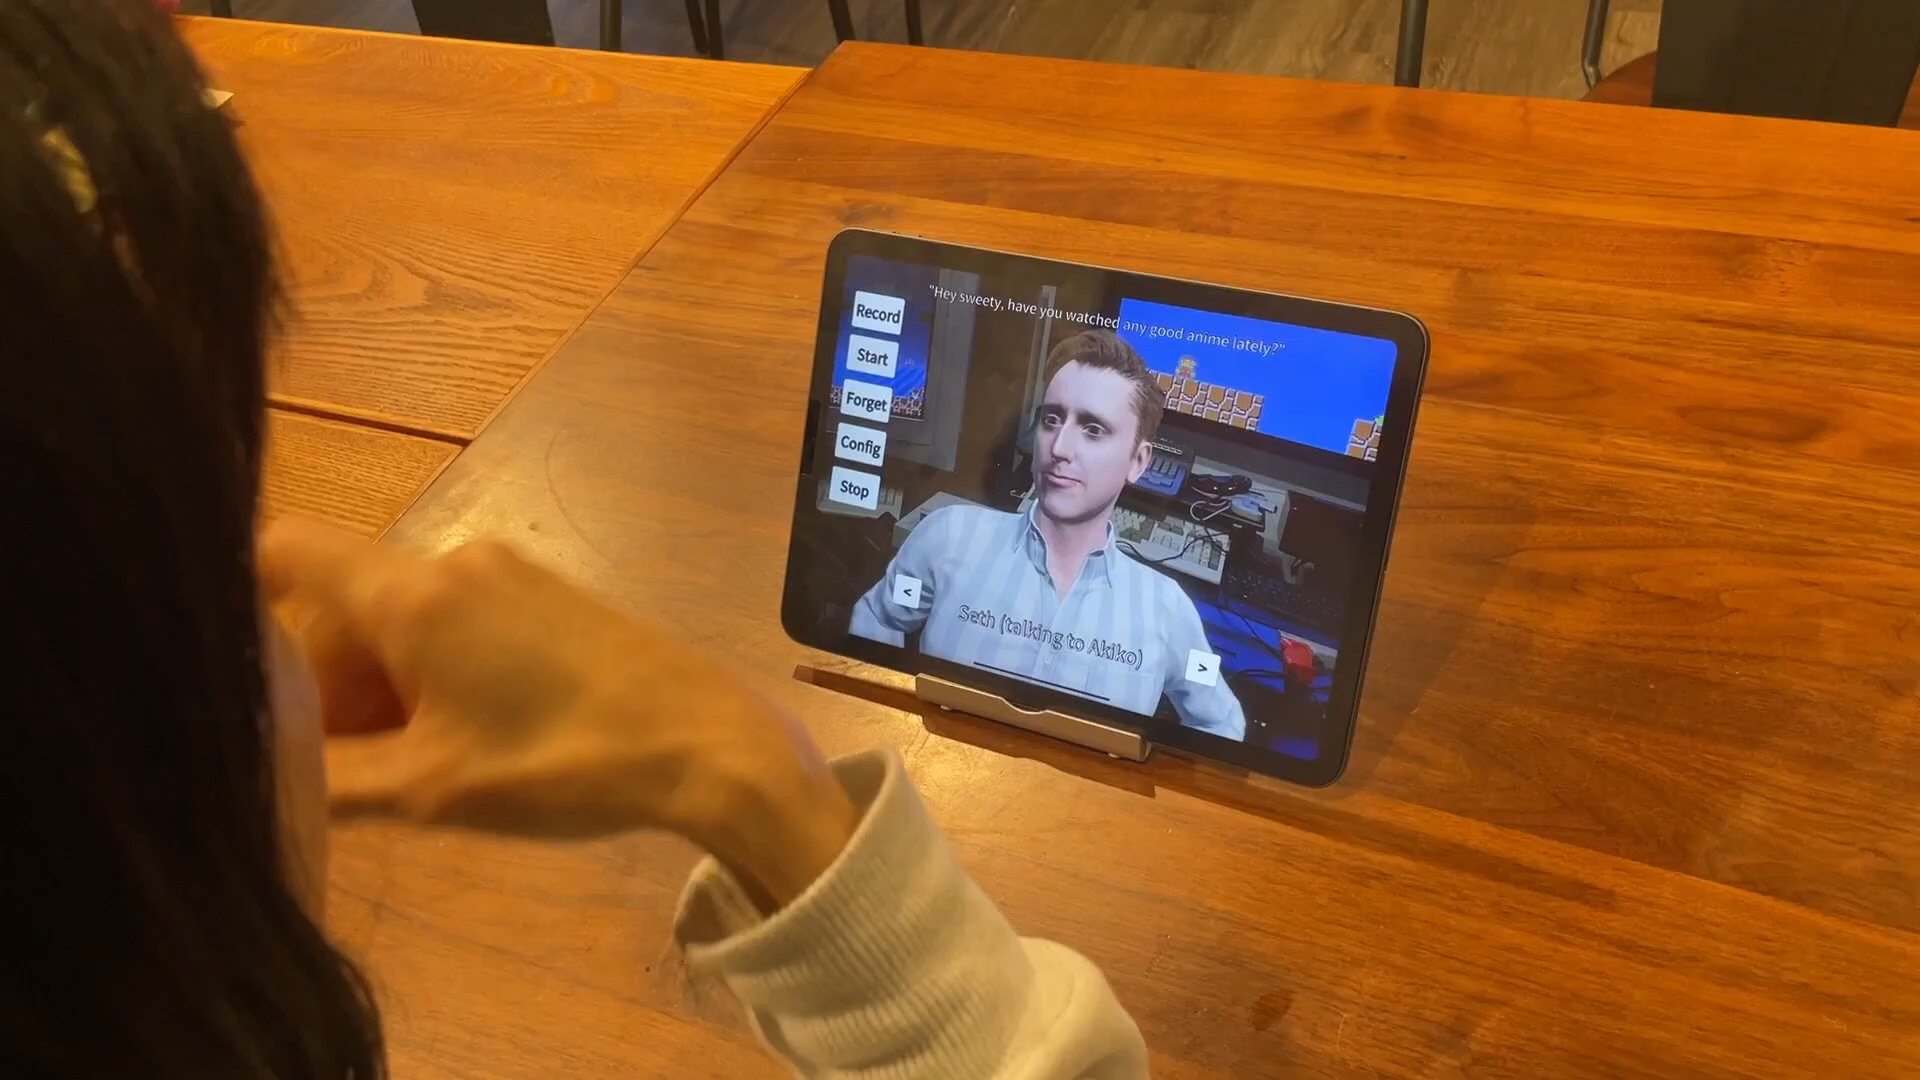 "Hey sweety, have you watched any good anime lately?"
Record
Start
Forget
Config
Stop
<
>
Seth (talking to Akiko)